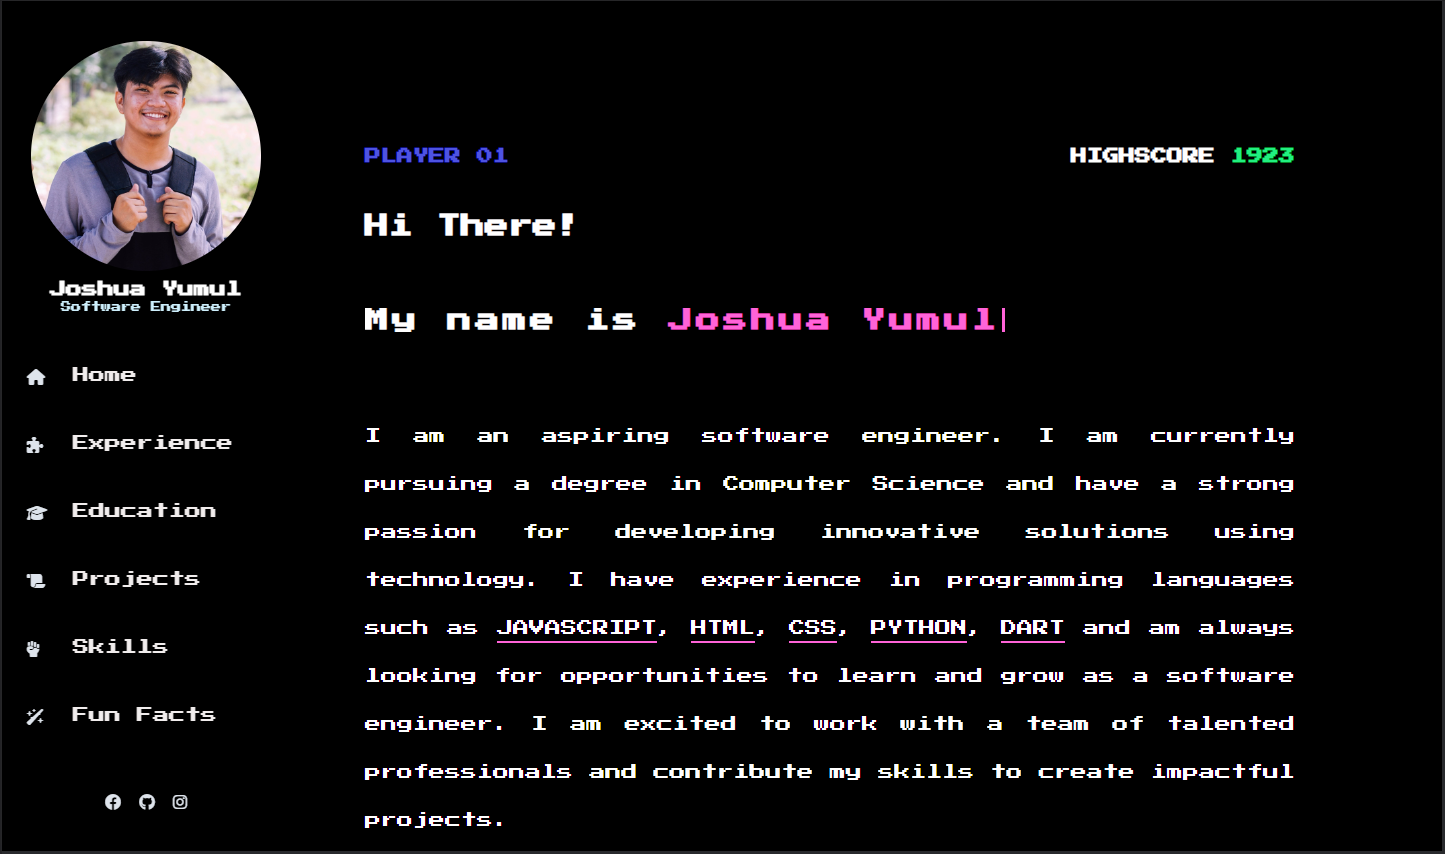 Joshua Yumul
Software Engineer
Home
Experience
Education
Projects
Skills
Fun Facts
PLAYER 01
HIGHSCORE 1923
Hi There!
My name is Joshua Yumul|
I am an aspiring software engineer. I am currently
pursuing a degree in Computer Science and have a strong
passion for developing innovative solutions using
technology. I have experience in programming languages
such as JAVASCRIPT, HTML, CSS, PYTHON, DART and am always
looking for opportunities to learn and grow as a software
engineer. I am excited to work with a team of talented
professionals and contribute my skills to create impactful
projects.